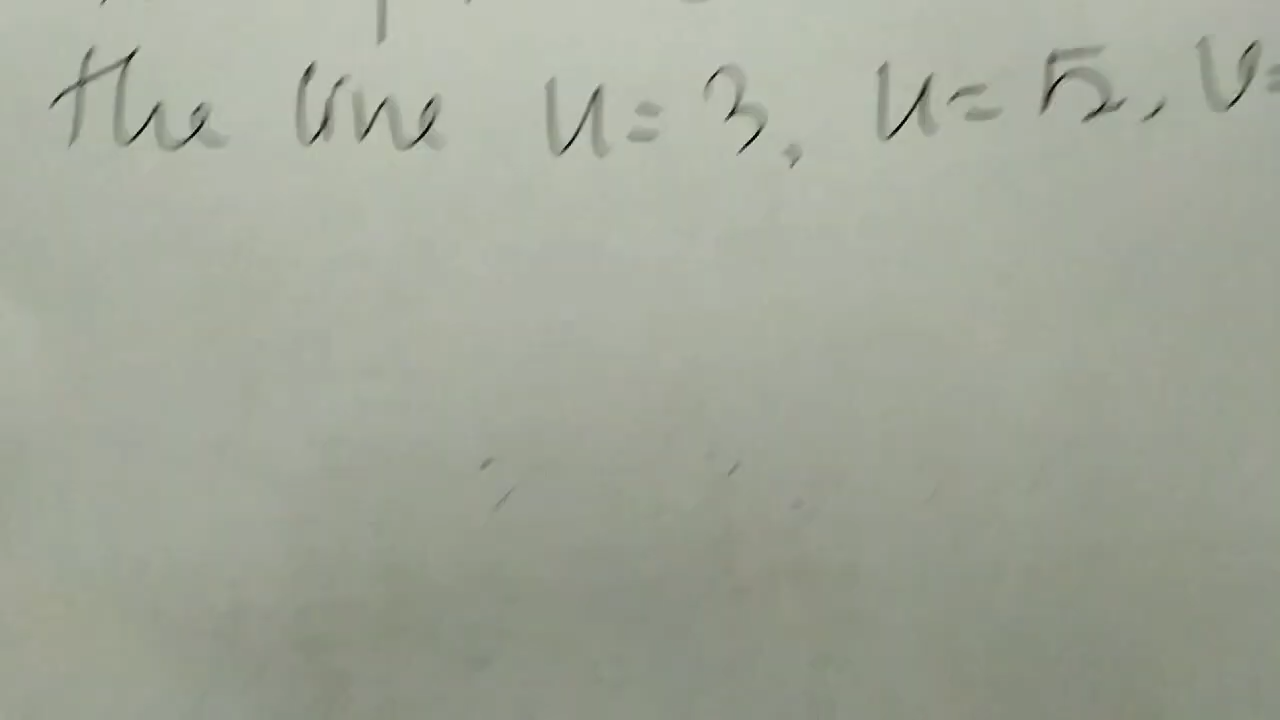 the line u = 3, u = 5, v =